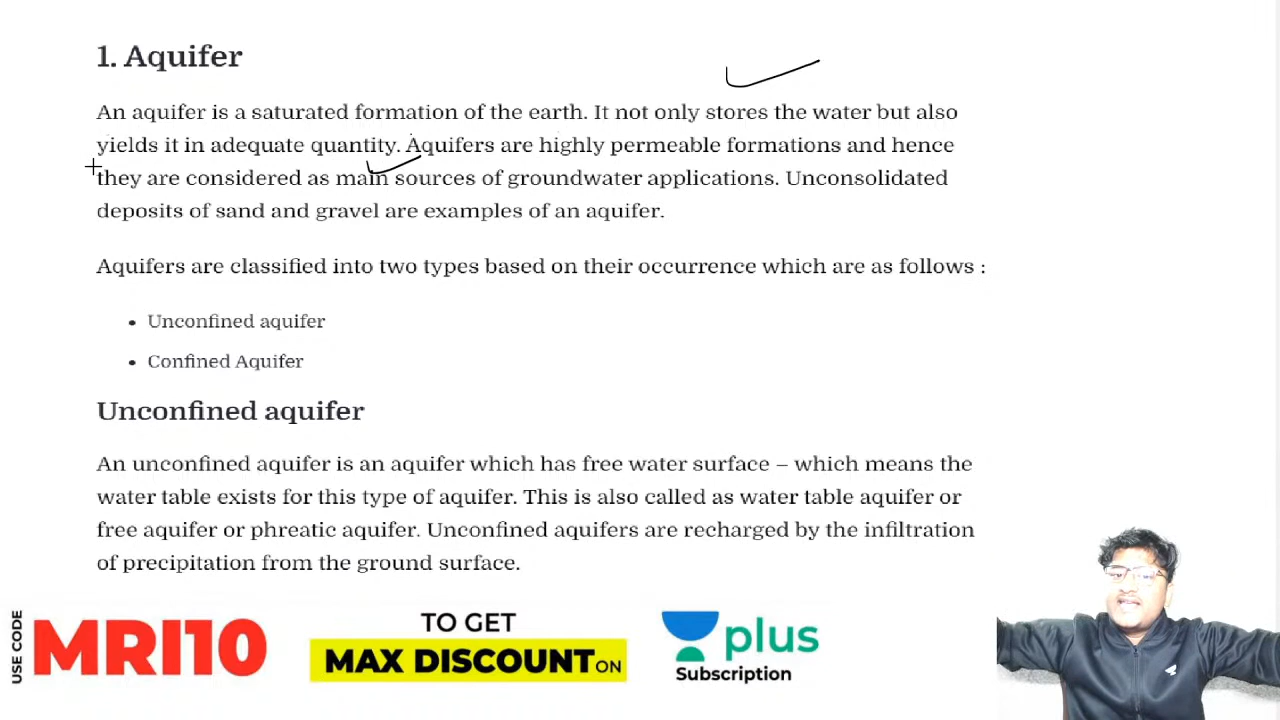 1. Aquifer
An aquifer is a saturated formation of the earth. It not only stores the water but also
yields it in adequate quantity. Aquifers are highly permeable formations and hence
they are considered as main sources of groundwater applications. Unconsolidated
deposits of sand and gravel are examples of an aquifer.
Aquifers are classified into two types based on their occurrence which are as follows :
• Unconfined aquifer
• Confined Aquifer
Unconfined aquifer
An unconfined aquifer is an aquifer which has free water surface – which means the
water table exists for this type of aquifer. This is also called as water table aquifer or
free aquifer or phreatic aquifer. Unconfined aquifers are recharged by the infiltration
of precipitation from the ground surface.
USE CODE
MRI10
TO GET
MAX DISCOUNT ON
plus
Subscription